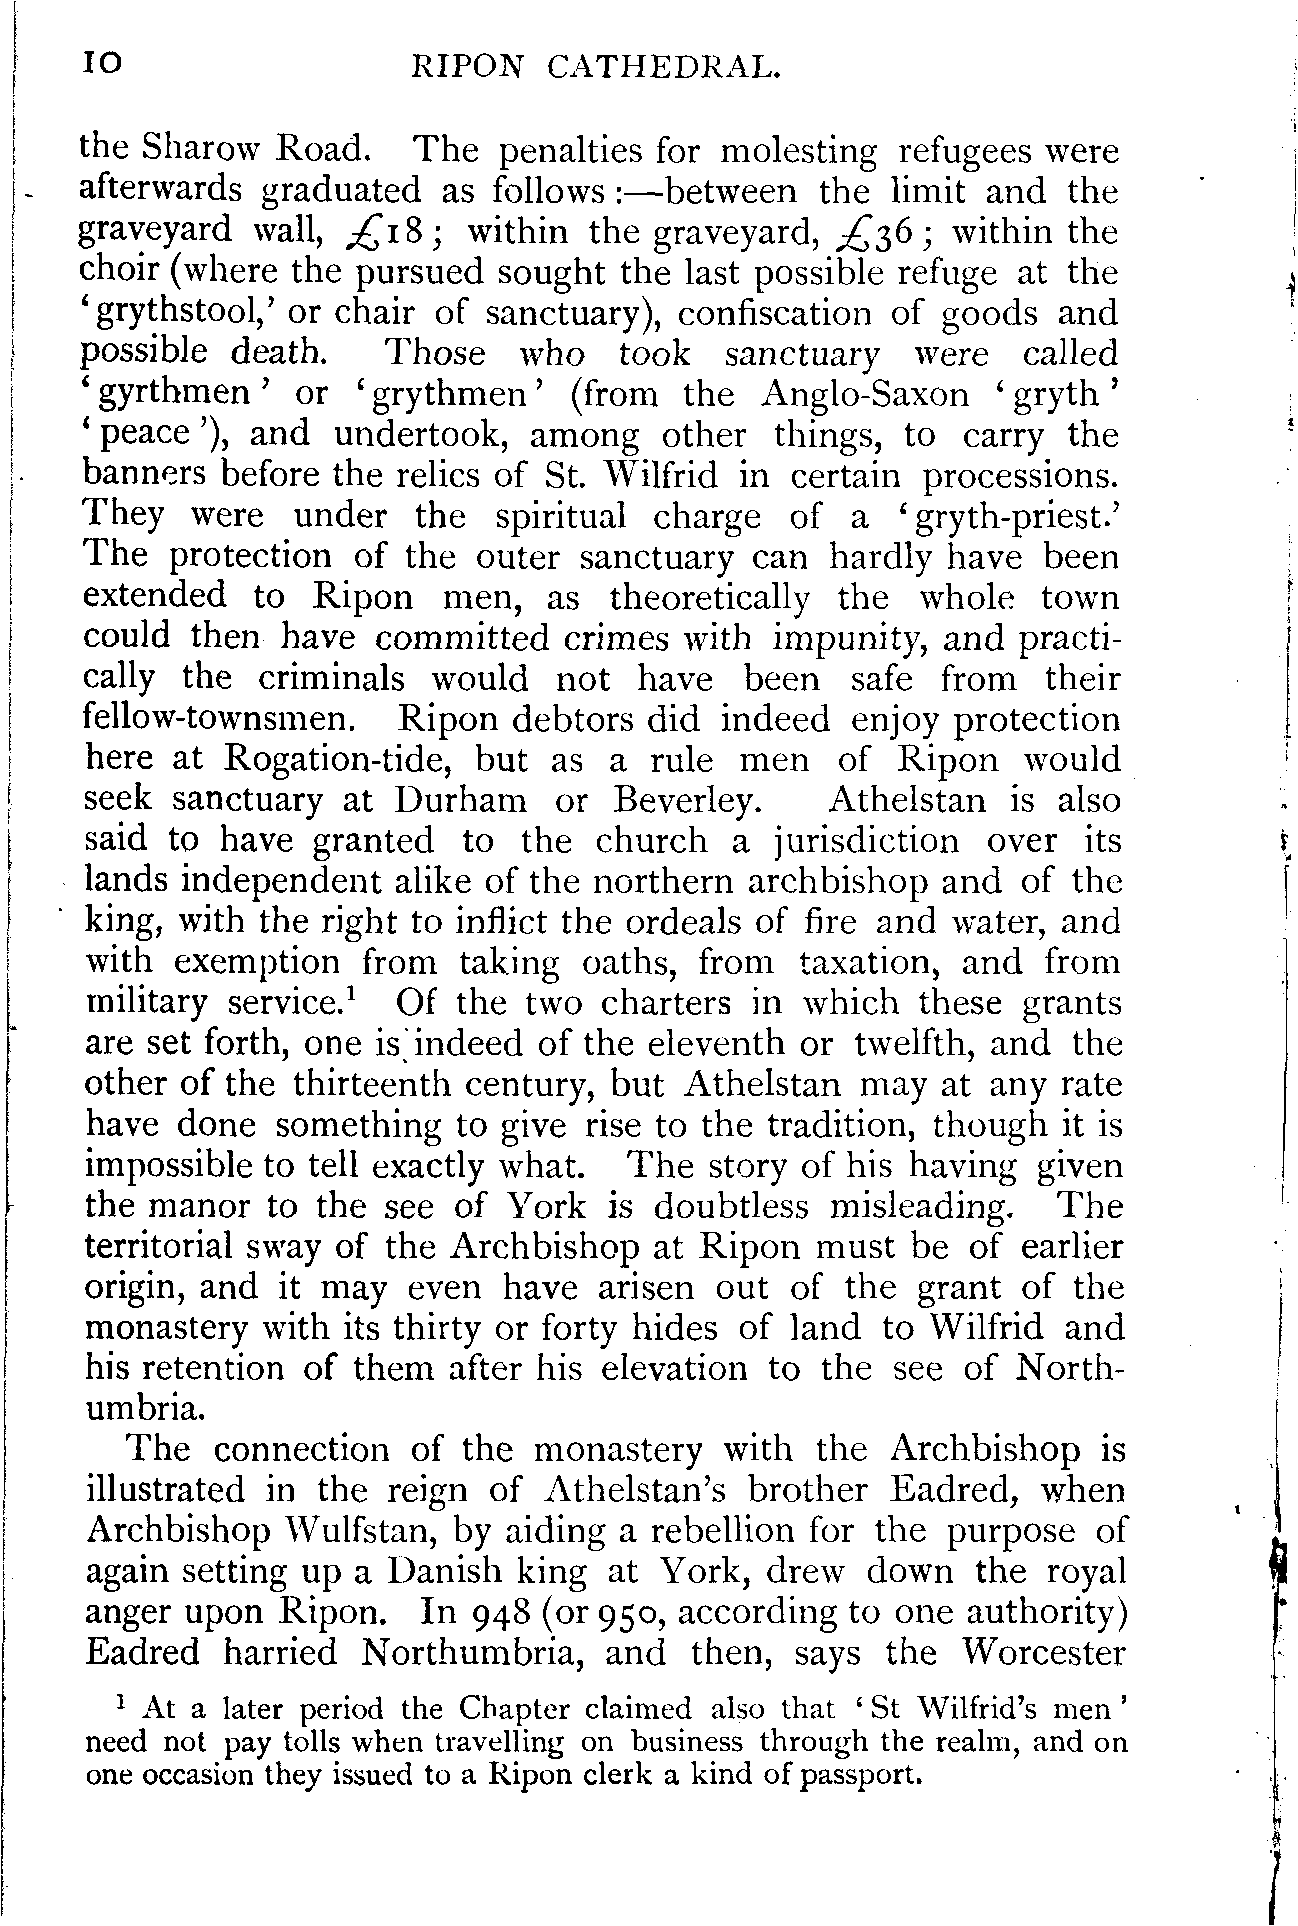 10 RIPON CATHEDRAL.
the Sharow Road. The penalties for molesting refugees were
afterwards graduated as follows :—between the limit and the
graveyard wall, £18; within the graveyard, £36; within the
choir (where the pursued sought the last possible refuge at the
‘grythstool,’ or chair of sanctuary), confiscation of goods and
possible death. Those who took sanctuary were called
‘gyrthmen’ or ‘grythmen’ (from the Anglo-Saxon ‘gryth’
‘peace’), and undertook, among other things, to carry the
banners before the relics of St. Wilfrid in certain processions.
They were under the spiritual charge of a ‘gryth-priest.’
The protection of the outer sanctuary can hardly have been
extended to Ripon men, as theoretically the whole town
could then have committed crimes with impunity, and practi-
cally the criminals would not have been safe from their
fellow-townsmen. Ripon debtors did indeed enjoy protection
here at Rogation-tide, but as a rule men of Ripon would
seek sanctuary at Durham or Beverley. Athelstan is also
said to have granted to the church a jurisdiction over its
lands independent alike of the northern archbishop and of the
king, with the right to inflict the ordeals of fire and water, and
with exemption from taking oaths, from taxation, and from
military service.¹ Of the two charters in which these grants
are set forth, one is indeed of the eleventh or twelfth, and the
other of the thirteenth century, but Athelstan may at any rate
have done something to give rise to the tradition, though it is
impossible to tell exactly what. The story of his having given
the manor to the see of York is doubtless misleading. The
territorial sway of the Archbishop at Ripon must be of earlier
origin, and it may even have arisen out of the grant of the
monastery with its thirty or forty hides of land to Wilfrid and
his retention of them after his elevation to the see of North-
umbria.
The connection of the monastery with the Archbishop is
illustrated in the reign of Athelstan’s brother Eadred, when
Archbishop Wulfstan, by aiding a rebellion for the purpose of
again setting up a Danish king at York, drew down the royal
anger upon Ripon. In 948 (or 950, according to one authority)
Eadred harried Northumbria, and then, says the Worcester
¹ At a later period the Chapter claimed also that ‘St Wilfrid’s men’
need not pay tolls when travelling on business through the realm, and on
one occasion they issued to a Ripon clerk a kind of passport.